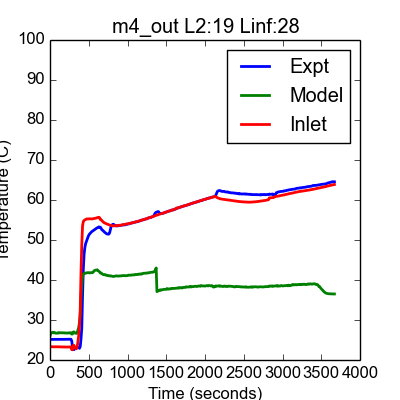 m4_out L2:19 Linf:28
100
90
80
70
60
50
40
30
20
Temperature (C)
Expt
Model
Inlet
0 500 1000 1500 2000 2500 3000 3500 4000
Time (seconds)